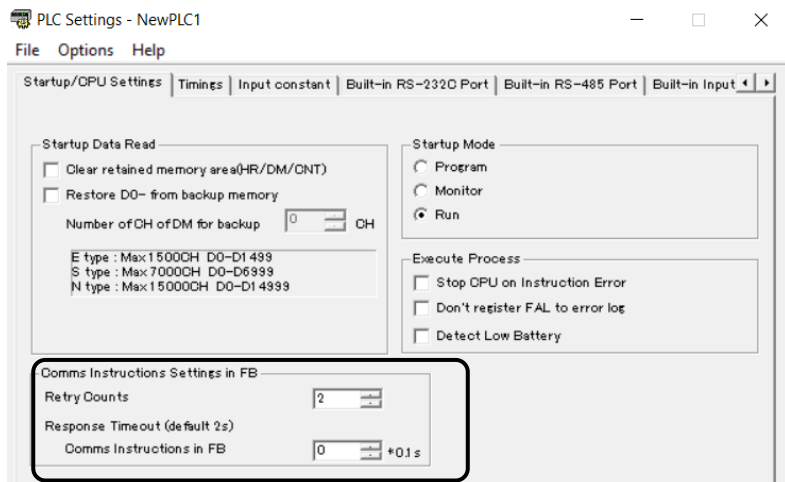 PLC Settings - NewPLC1
File Options Help
Startup/CPU Settings Timings Input constant Built-in RS-232C Port Built-in RS-485 Port Built-in Input
Startup Data Read
Clear retained memory area(HR/DM/CNT)
Restore D0- from backup memory
Number of CH of DM for backup 0 CH
E type : Max1500CH D0-D1499
S type : Max7000CH D0-D6999
N type : Max15000CH D0-D14999
Startup Mode
Program
Monitor
Run
Execute Process
Stop CPU on Instruction Error
Don't register FAL to error log
Detect Low Battery
Comms Instructions Settings in FB
Retry Counts 2
Response Timeout (default 2s)
Comms Instructions in FB 0 *0.1 s